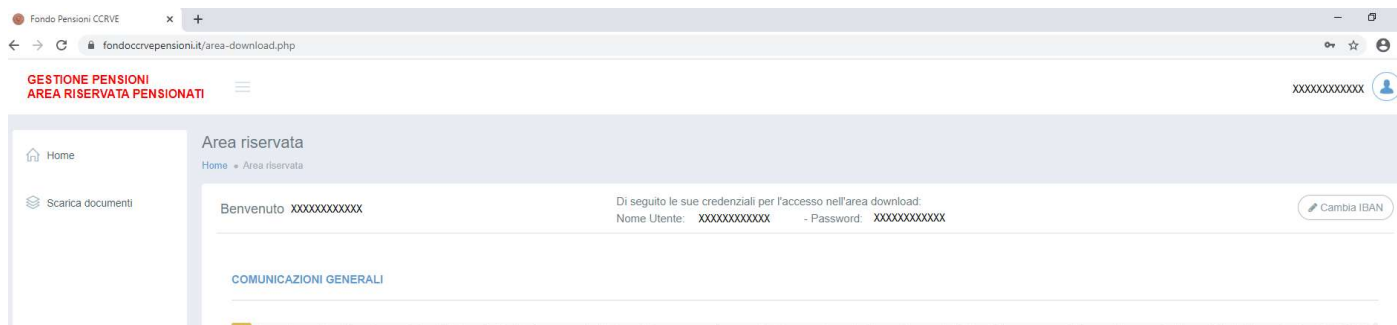 Fondo Pensioni CCRVE
fondoccrvepensioni.it/area-download.php
GESTIONE PENSIONI
AREA RISERVATA PENSIONATI
XXXXXXXXXXXX
Home
Scarica documenti
Area riservata
Home • Area riservata
Benvenuto XXXXXXXXXXXX
Di seguito le sue credenziali per l'accesso nell'area download:
Nome Utente: XXXXXXXXXXXX - Password: XXXXXXXXXXXX
Cambia IBAN
COMUNICAZIONI GENERALI